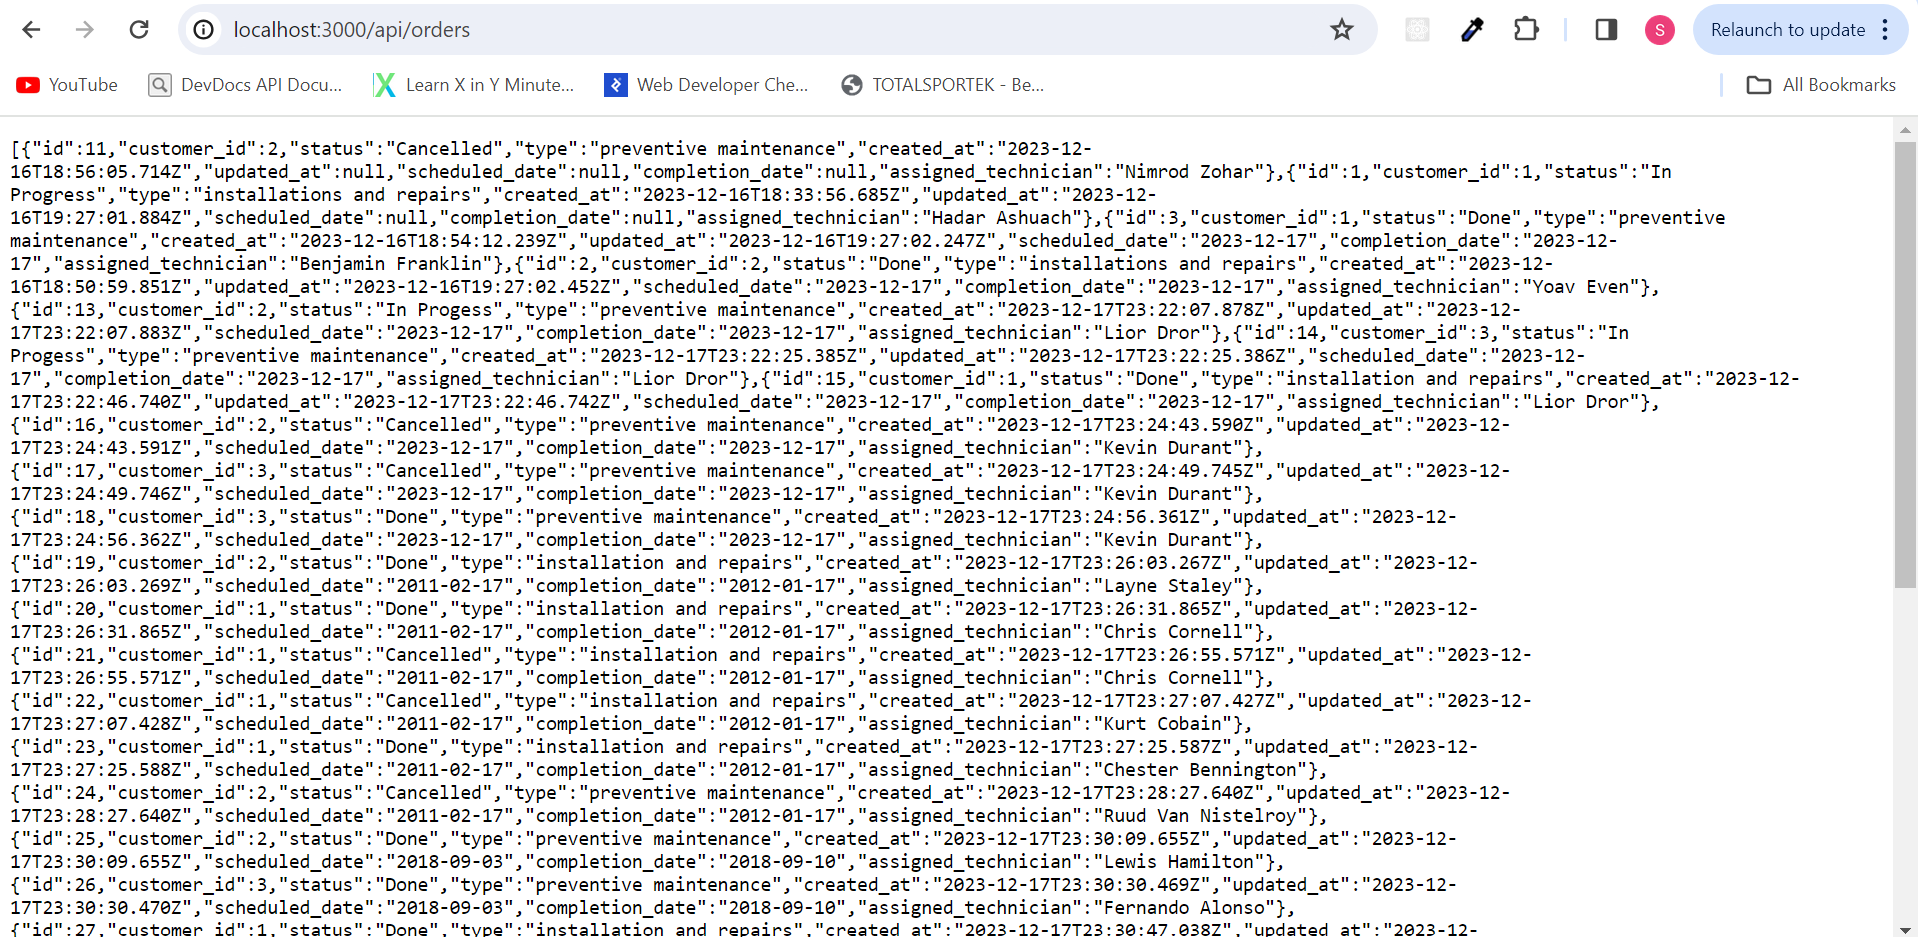 localhost:3000/api/orders
S
Relaunch to update
YouTube
DevDocs API Docu...
Learn X in Y Minute...
Web Developer Che...
TOTALSPORTEK - Be...
All Bookmarks
[{"id":11,"customer_id":2,"status":"Cancelled","type":"preventive maintenance","created_at":"2023-12-
16T18:56:05.714Z","updated_at":null,"scheduled_date":null,"completion_date":null,"assigned_technician":"Nimrod Zohar"},{"id":1,"customer_id":1,"status":"In
Progress","type":"installations and repairs","created_at":"2023-12-16T18:33:56.685Z","updated_at":"2023-12-
16T19:27:01.884Z","scheduled_date":null,"completion_date":null,"assigned_technician":"Hadar Ashuach"},{"id":3,"customer_id":1,"status":"Done","type":"preventive
maintenance","created_at":"2023-12-16T18:54:12.239Z","updated_at":"2023-12-16T19:27:02.247Z","scheduled_date":"2023-12-17","completion_date":"2023-12-
17","assigned_technician":"Benjamin Franklin"},{"id":2,"customer_id":2,"status":"Done","type":"installations and repairs","created_at":"2023-12-
16T18:50:59.851Z","updated_at":"2023-12-16T19:27:02.452Z","scheduled_date":"2023-12-17","completion_date":"2023-12-17","assigned_technician":"Yoav Even"},
{"id":13,"customer_id":2,"status":"In Progess","type":"preventive maintenance","created_at":"2023-12-17T23:22:07.878Z","updated_at":"2023-12-
17T23:22:07.883Z","scheduled_date":"2023-12-17","completion_date":"2023-12-17","assigned_technician":"Lior Dror"},{"id":14,"customer_id":3,"status":"In
Progess","type":"preventive maintenance","created_at":"2023-12-17T23:22:25.385Z","updated_at":"2023-12-17T23:22:25.386Z","scheduled_date":"2023-12-
17","completion_date":"2023-12-17","assigned_technician":"Lior Dror"},{"id":15,"customer_id":1,"status":"Done","type":"installation and repairs","created_at":"2023-12-
17T23:22:46.740Z","updated_at":"2023-12-17T23:22:46.742Z","scheduled_date":"2023-12-17","completion_date":"2023-12-17","assigned_technician":"Lior Dror"},
{"id":16,"customer_id":2,"status":"Cancelled","type":"preventive maintenance","created_at":"2023-12-17T23:24:43.590Z","updated_at":"2023-12-
17T23:24:43.591Z","scheduled_date":"2023-12-17","completion_date":"2023-12-17","assigned_technician":"Kevin Durant"},
{"id":17,"customer_id":3,"status":"Cancelled","type":"preventive maintenance","created_at":"2023-12-17T23:24:49.745Z","updated_at":"2023-12-
17T23:24:49.746Z","scheduled_date":"2023-12-17","completion_date":"2023-12-17","assigned_technician":"Kevin Durant"},
{"id":18,"customer_id":3,"status":"Done","type":"preventive maintenance","created_at":"2023-12-17T23:24:56.361Z","updated_at":"2023-12-
17T23:24:56.362Z","scheduled_date":"2023-12-17","completion_date":"2023-12-17","assigned_technician":"Kevin Durant"},
{"id":19,"customer_id":2,"status":"Done","type":"installation and repairs","created_at":"2023-12-17T23:26:03.267Z","updated_at":"2023-12-
17T23:26:03.269Z","scheduled_date":"2011-02-17","completion_date":"2012-01-17","assigned_technician":"Layne Staley"},
{"id":20,"customer_id":1,"status":"Done","type":"installation and repairs","created_at":"2023-12-17T23:26:31.865Z","updated_at":"2023-12-
17T23:26:31.865Z","scheduled_date":"2011-02-17","completion_date":"2012-01-17","assigned_technician":"Chris Cornell"},
{"id":21,"customer_id":1,"status":"Cancelled","type":"installation and repairs","created_at":"2023-12-17T23:26:55.571Z","updated_at":"2023-12-
17T23:26:55.571Z","scheduled_date":"2011-02-17","completion_date":"2012-01-17","assigned_technician":"Chris Cornell"},
{"id":22,"customer_id":1,"status":"Cancelled","type":"installation and repairs","created_at":"2023-12-17T23:27:07.427Z","updated_at":"2023-12-
17T23:27:07.428Z","scheduled_date":"2011-02-17","completion_date":"2012-01-17","assigned_technician":"Kurt Cobain"},
{"id":23,"customer_id":1,"status":"Done","type":"installation and repairs","created_at":"2023-12-17T23:27:25.587Z","updated_at":"2023-12-
17T23:27:25.588Z","scheduled_date":"2011-02-17","completion_date":"2012-01-17","assigned_technician":"Chester Bennington"},
{"id":24,"customer_id":2,"status":"Cancelled","type":"preventive maintenance","created_at":"2023-12-17T23:28:27.640Z","updated_at":"2023-12-
17T23:28:27.640Z","scheduled_date":"2011-02-17","completion_date":"2012-01-17","assigned_technician":"Ruud Van Nistelroy"},
{"id":25,"customer_id":2,"status":"Done","type":"preventive maintenance","created_at":"2023-12-17T23:30:09.655Z","updated_at":"2023-12-
17T23:30:09.655Z","scheduled_date":"2018-09-03","completion_date":"2018-09-10","assigned_technician":"Lewis Hamilton"},
{"id":26,"customer_id":3,"status":"Done","type":"preventive maintenance","created_at":"2023-12-17T23:30:30.469Z","updated_at":"2023-12-
17T23:30:30.470Z","scheduled_date":"2018-09-03","completion_date":"2018-09-10","assigned_technician":"Fernando Alonso"},
{"id":27,"customer_id":1,"status":"Done","type":"installation and repairs","created_at":"2023-12-17T23:30:47.038Z","updated_at":"2023-12-